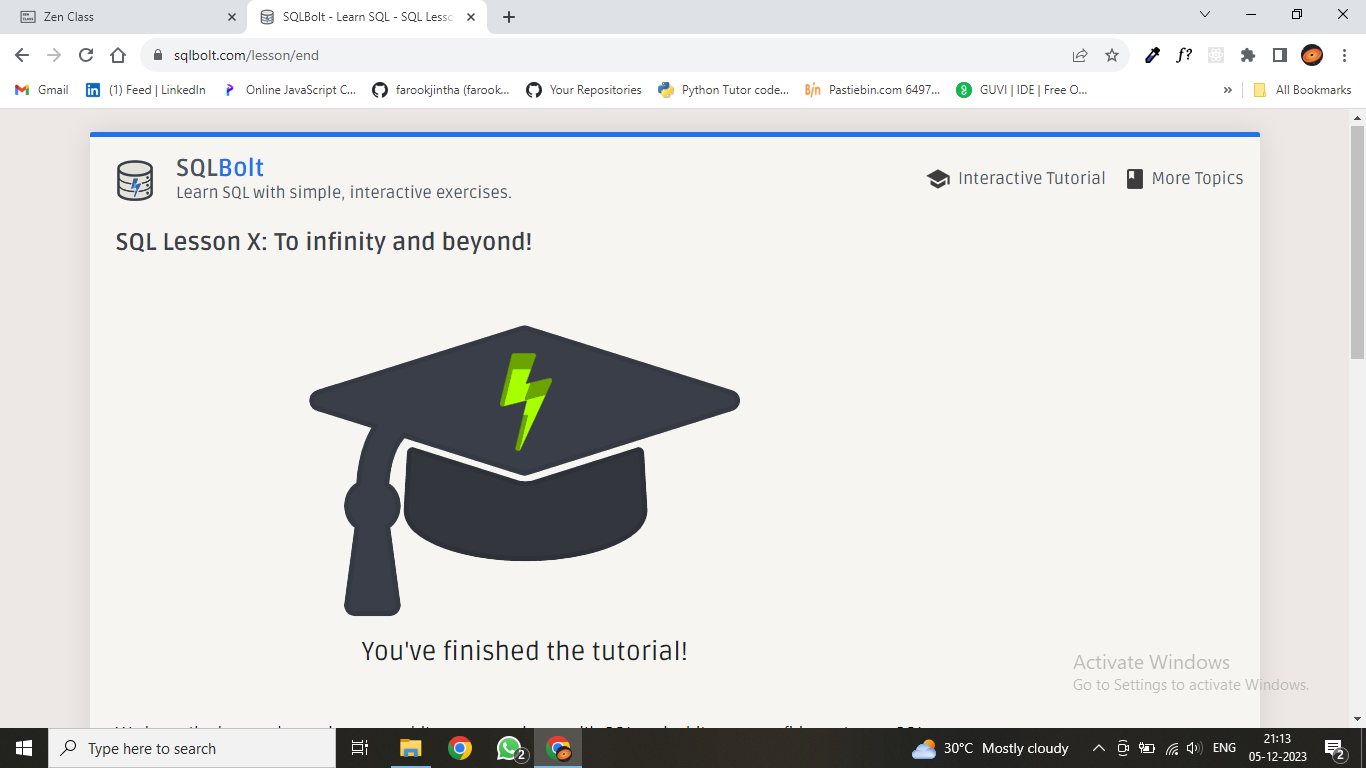 Zen Class
SQLBolt - Learn SQL - SQL Lesso
sqlbolt.com/lesson/end
f?
Gmail
(1) Feed | LinkedIn
Online JavaScript C...
farookjintha (farook...
Your Repositories
Python Tutor code...
Pastiebin.com 6497...
GUVI | IDE | Free O...
»
All Bookmarks
SQLBolt
Learn SQL with simple, interactive exercises.
Interactive Tutorial
More Topics
SQL Lesson X: To infinity and beyond!
You've finished the tutorial!
Activate Windows
Go to Settings to activate Windows.
Type here to search
2
30°C Mostly cloudy
ENG
21:13
05-12-2023
2